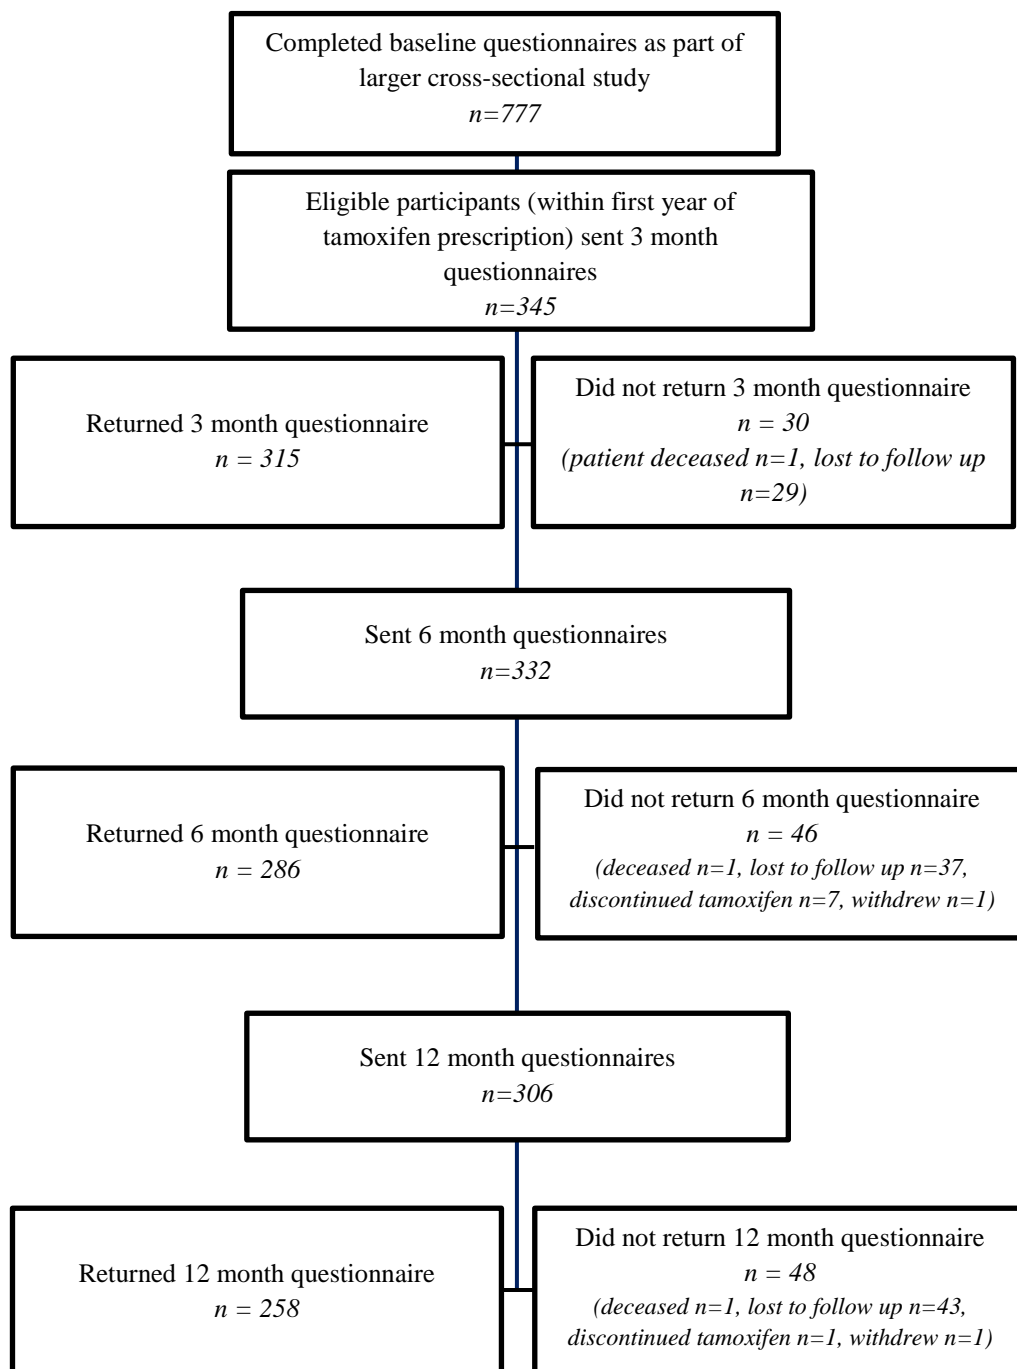 Completed baseline questionnaires as part of
larger cross-sectional study
n=777
Eligible participants (within first year of
tamoxifen prescription) sent 3 month
questionnaires
n=345
Returned 3 month questionnaire
n = 315
Did not return 3 month questionnaire
n = 30
(patient deceased n=1, lost to follow up
n=29)
Sent 6 month questionnaires
n=332
Returned 6 month questionnaire
n = 286
Did not return 6 month questionnaire
n = 46
(deceased n=1, lost to follow up n=37,
discontinued tamoxifen n=7, withdrew n=1)
Sent 12 month questionnaires
n=306
Returned 12 month questionnaire
n = 258
Did not return 12 month questionnaire
n = 48
(deceased n=1, lost to follow up n=43,
discontinued tamoxifen n=1, withdrew n=1)